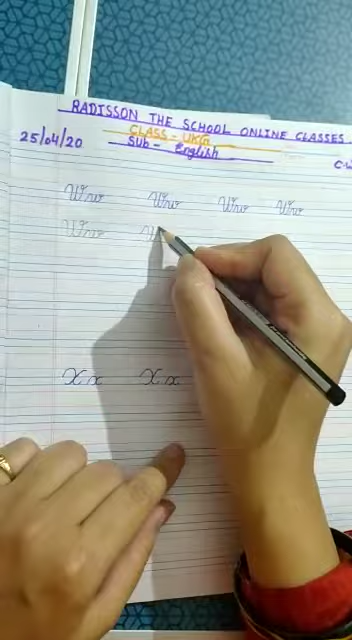 RADISSON THE SCHOOL ONLINE CLASSES
CLASS - UKG
25/04/20 Sub - English
Ww Ww Ww Ww
Ww
Xx Xx